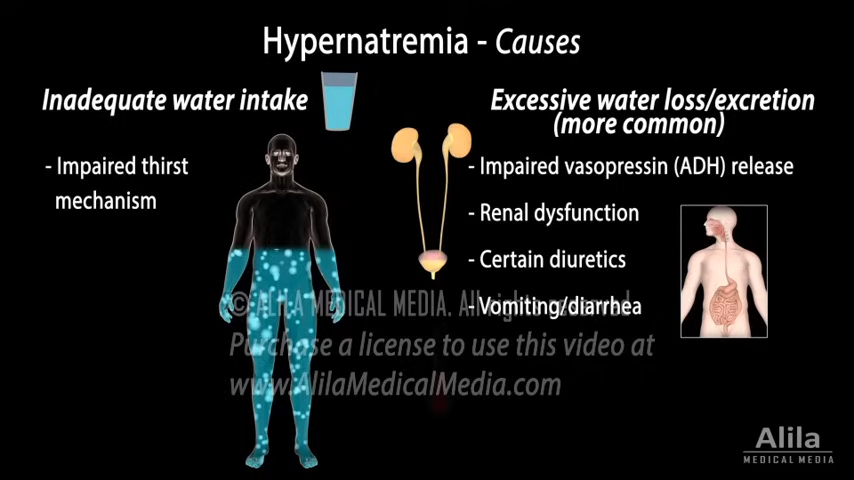 Hypernatremia - Causes
Inadequate water intake
- Impaired thirst
mechanism
Excessive water loss/excretion
(more common)
- Impaired vasopressin (ADH) release
- Renal dysfunction
- Certain diuretics
- Vomiting/diarrhea
© ALILA MEDICAL MEDIA. All rights reserved.
Purchase a license to use this video at
www.AlilaMedicalMedia.com
Alila
MEDICAL MEDIA